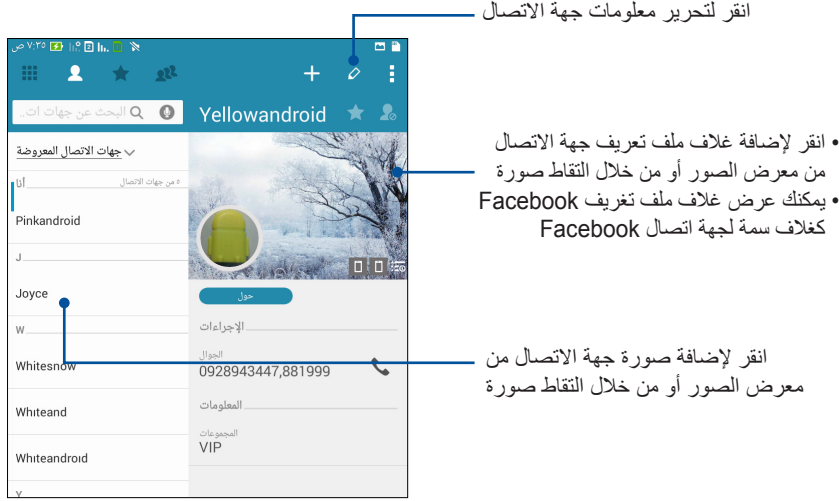 انقر لتحرير معلومات جهة الاتصال
٧:٣٥ ص
البحث عن جهات ات..
Yellowandroid
جهات الاتصال المعروضة
أنا
٥ من جهات الاتصال
Pinkandroid
J
Joyce
W
Whitesnow
Whiteand
Whiteandroid
Y
حول
الإجراءات
الجوال
0928943447,881999
المعلومات
المجموعات
VIP
• انقر لإضافة غلاف ملف تعريف جهة الاتصال
من معرض الصور أو من خلال التقاط صورة
• يمكنك عرض غلاف ملف تغريف Facebook
كغلاف سمة لجهة اتصال Facebook
انقر لإضافة صورة جهة الاتصال من
معرض الصور أو من خلال التقاط صورة